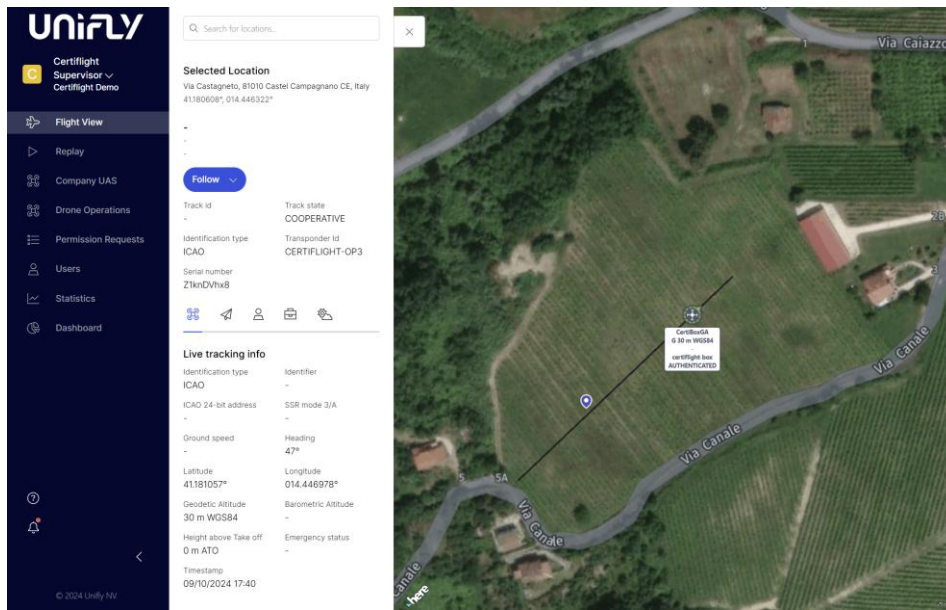 UNIFLY
C
Certiflight
Supervisor
Certiflight Demo
Flight View
Replay
Company UAS
Drone Operations
Permission Requests
Users
Statistics
Dashboard
© 2024 Unifly NV
Search for locations...
Selected Location
Via Castagneto, 81010 Castel Campagnano CE, Italy
41.180608°, 014.446322°
-
-
-
Follow
Track id
Track state
-
COOPERATIVE
Identification type
Transponder Id
ICAO
CERTIFLIGHT-OP3
Serial number
Z1knDVhx8
Live tracking info
Identification type
Identifier
ICAO
-
ICAO 24-bit address
SSR mode 3/A
-
-
Ground speed
Heading
-
47°
Latitude
Longitude
41.181057°
014.446978°
Geodetic Altitude
Barometric Altitude
30 m WGS84
-
Height above Take off
Emergency status
0 m ATO
-
Timestamp
09/10/2024 17:40
1
Via Caiazzo
2B
3
CertiBoxGA
G 30 m WGS84
-
certiflight-box
AUTHENTICATED
Via Canale
Via Canale
5
5A
Via Canale
Canale
here